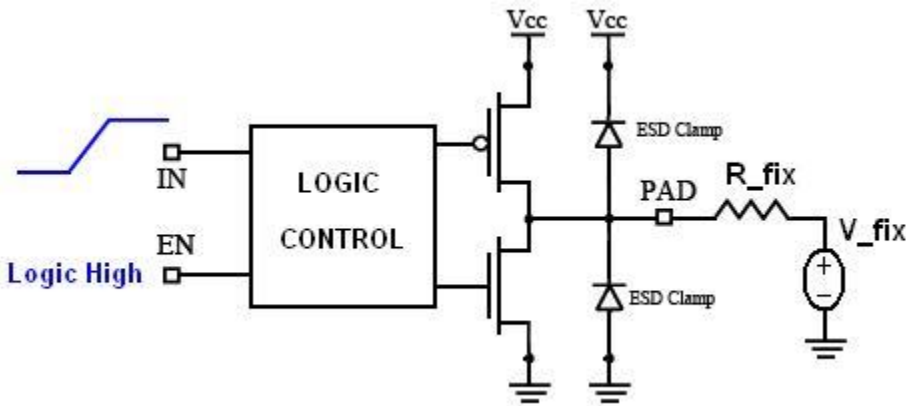 Vcc
Vcc
ESD Clamp
IN
LOGIC
CONTROL
PAD
R_fix
V_fix
EN
Logic High
ESD Clamp
+
−